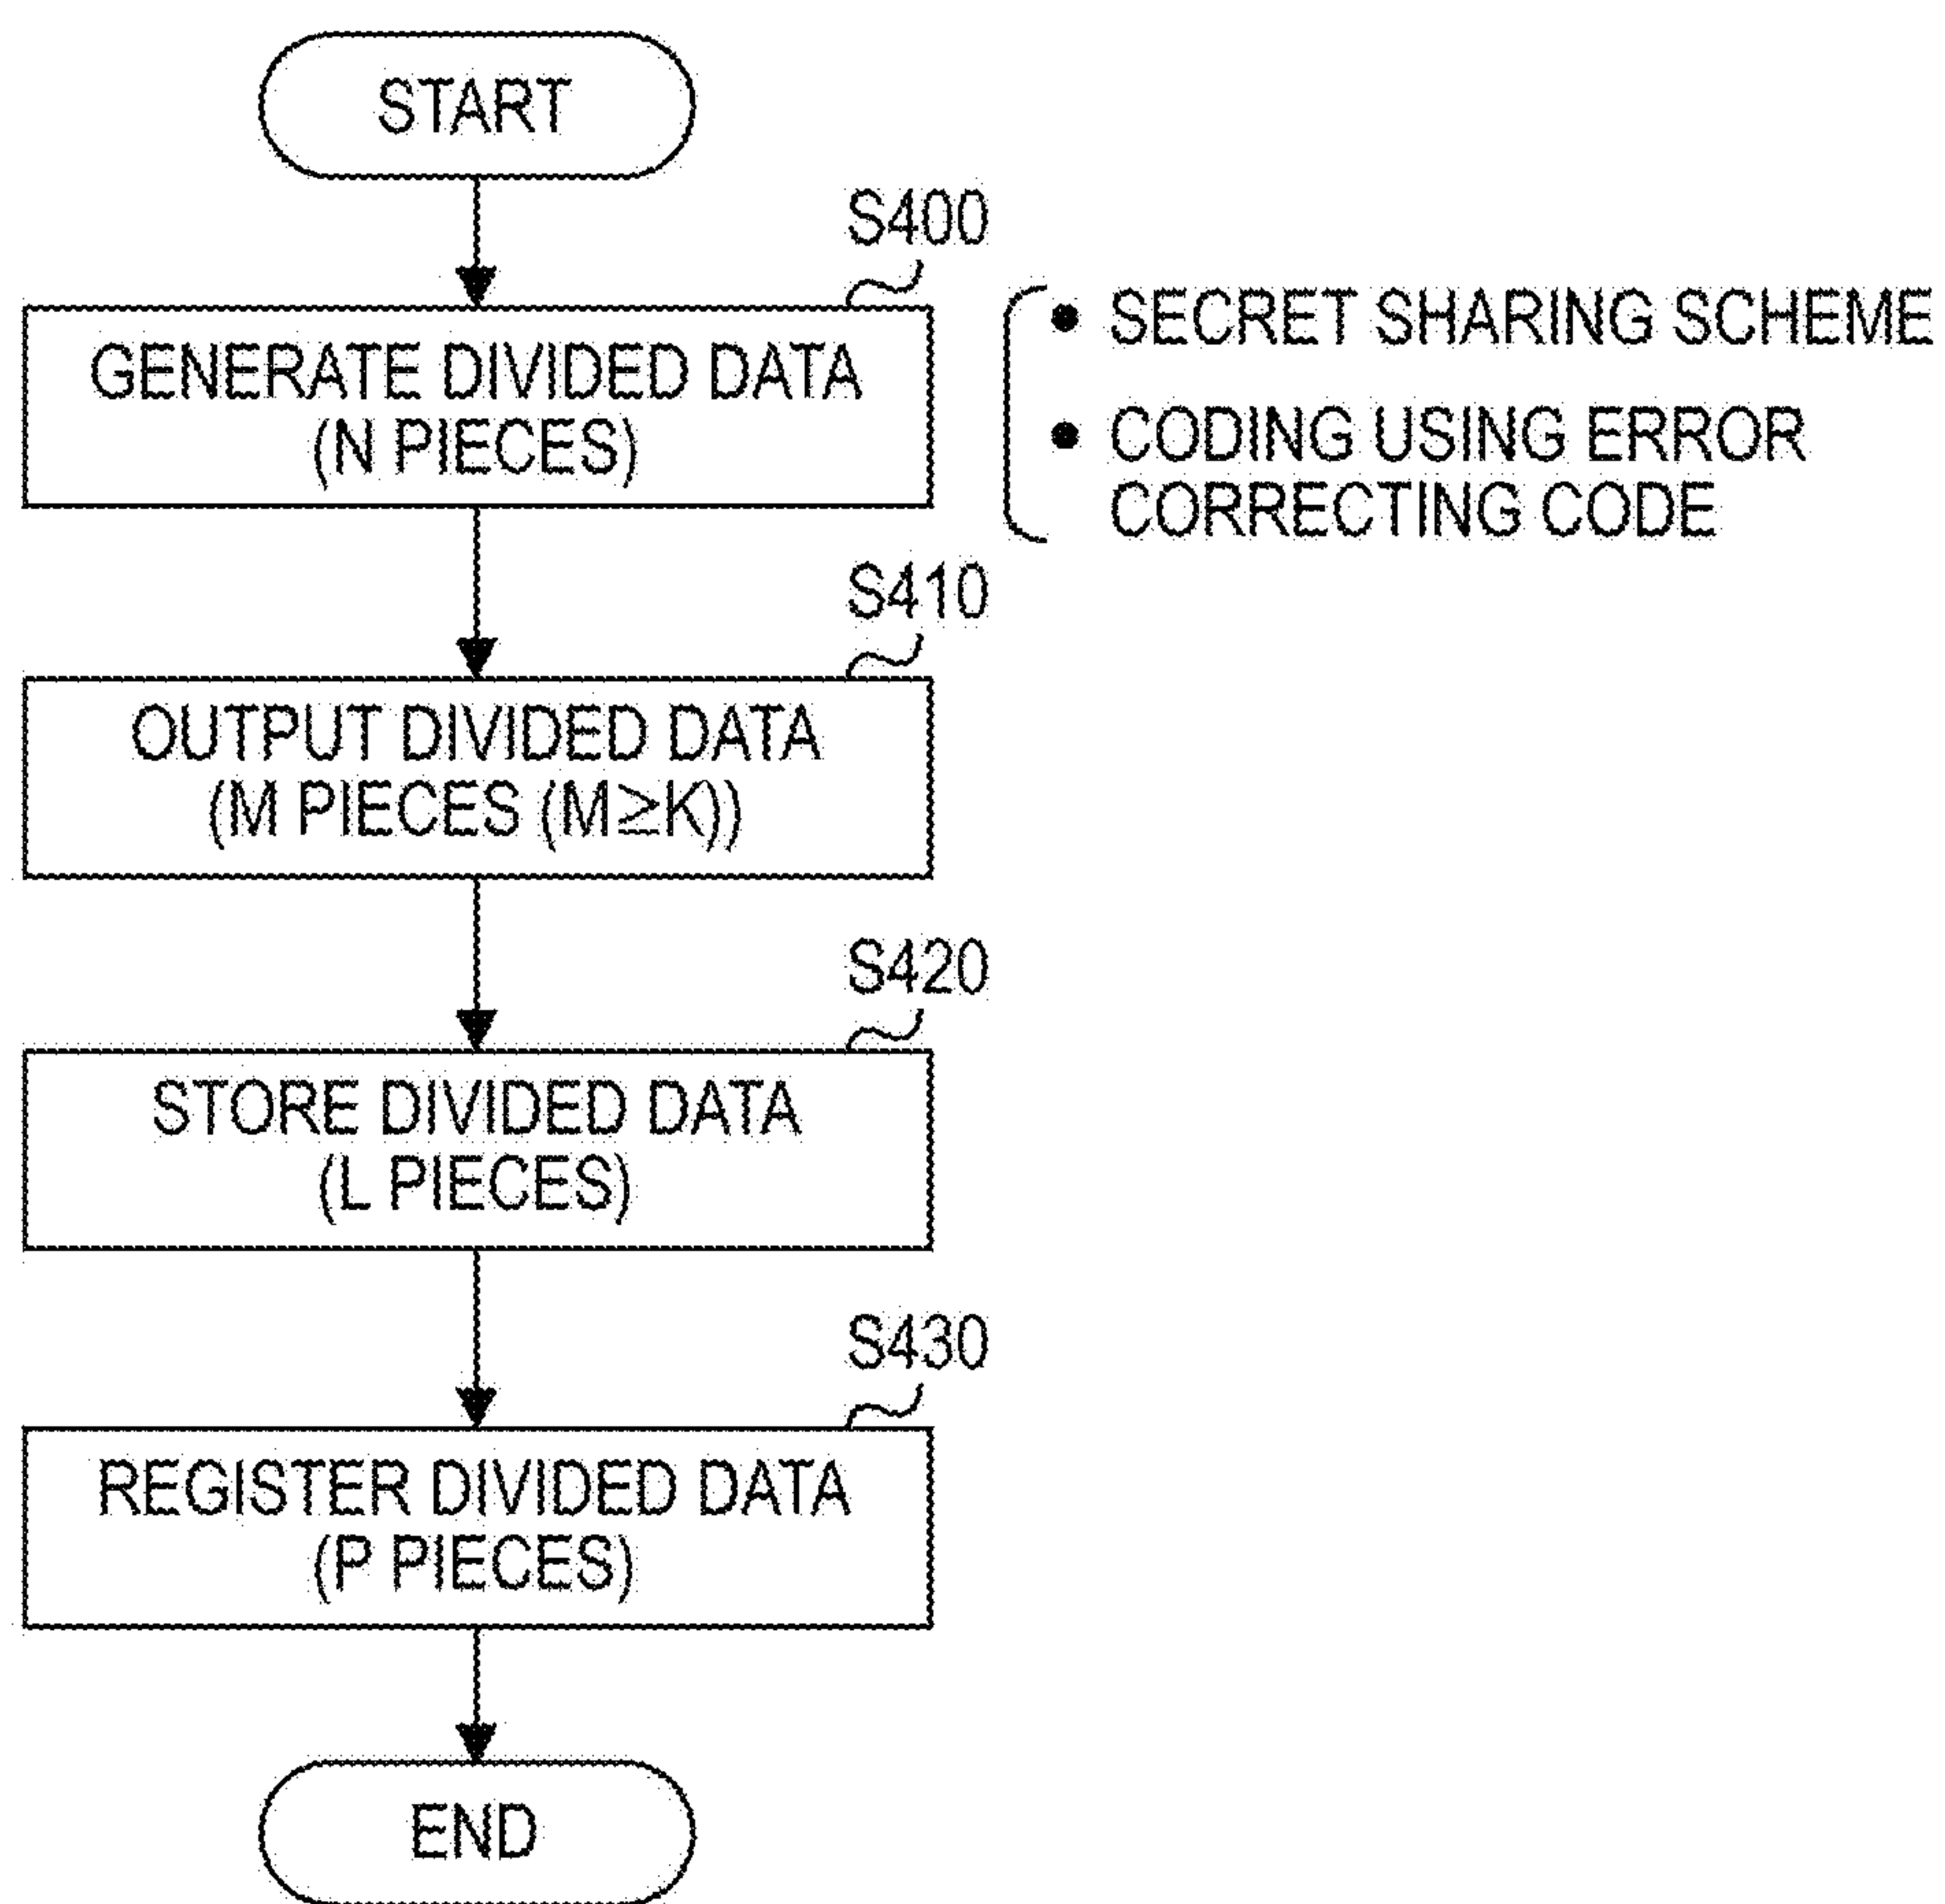 START
S400
GENERATE DIVIDED DATA
(N PIECES)
• SECRET SHARING SCHEME
• CODING USING ERROR
CORRECTING CODE
S410
OUTPUT DIVIDED DATA
(M PIECES (M≧K))
S420
STORE DIVIDED DATA
(L PIECES)
S430
REGISTER DIVIDED DATA
(P PIECES)
END